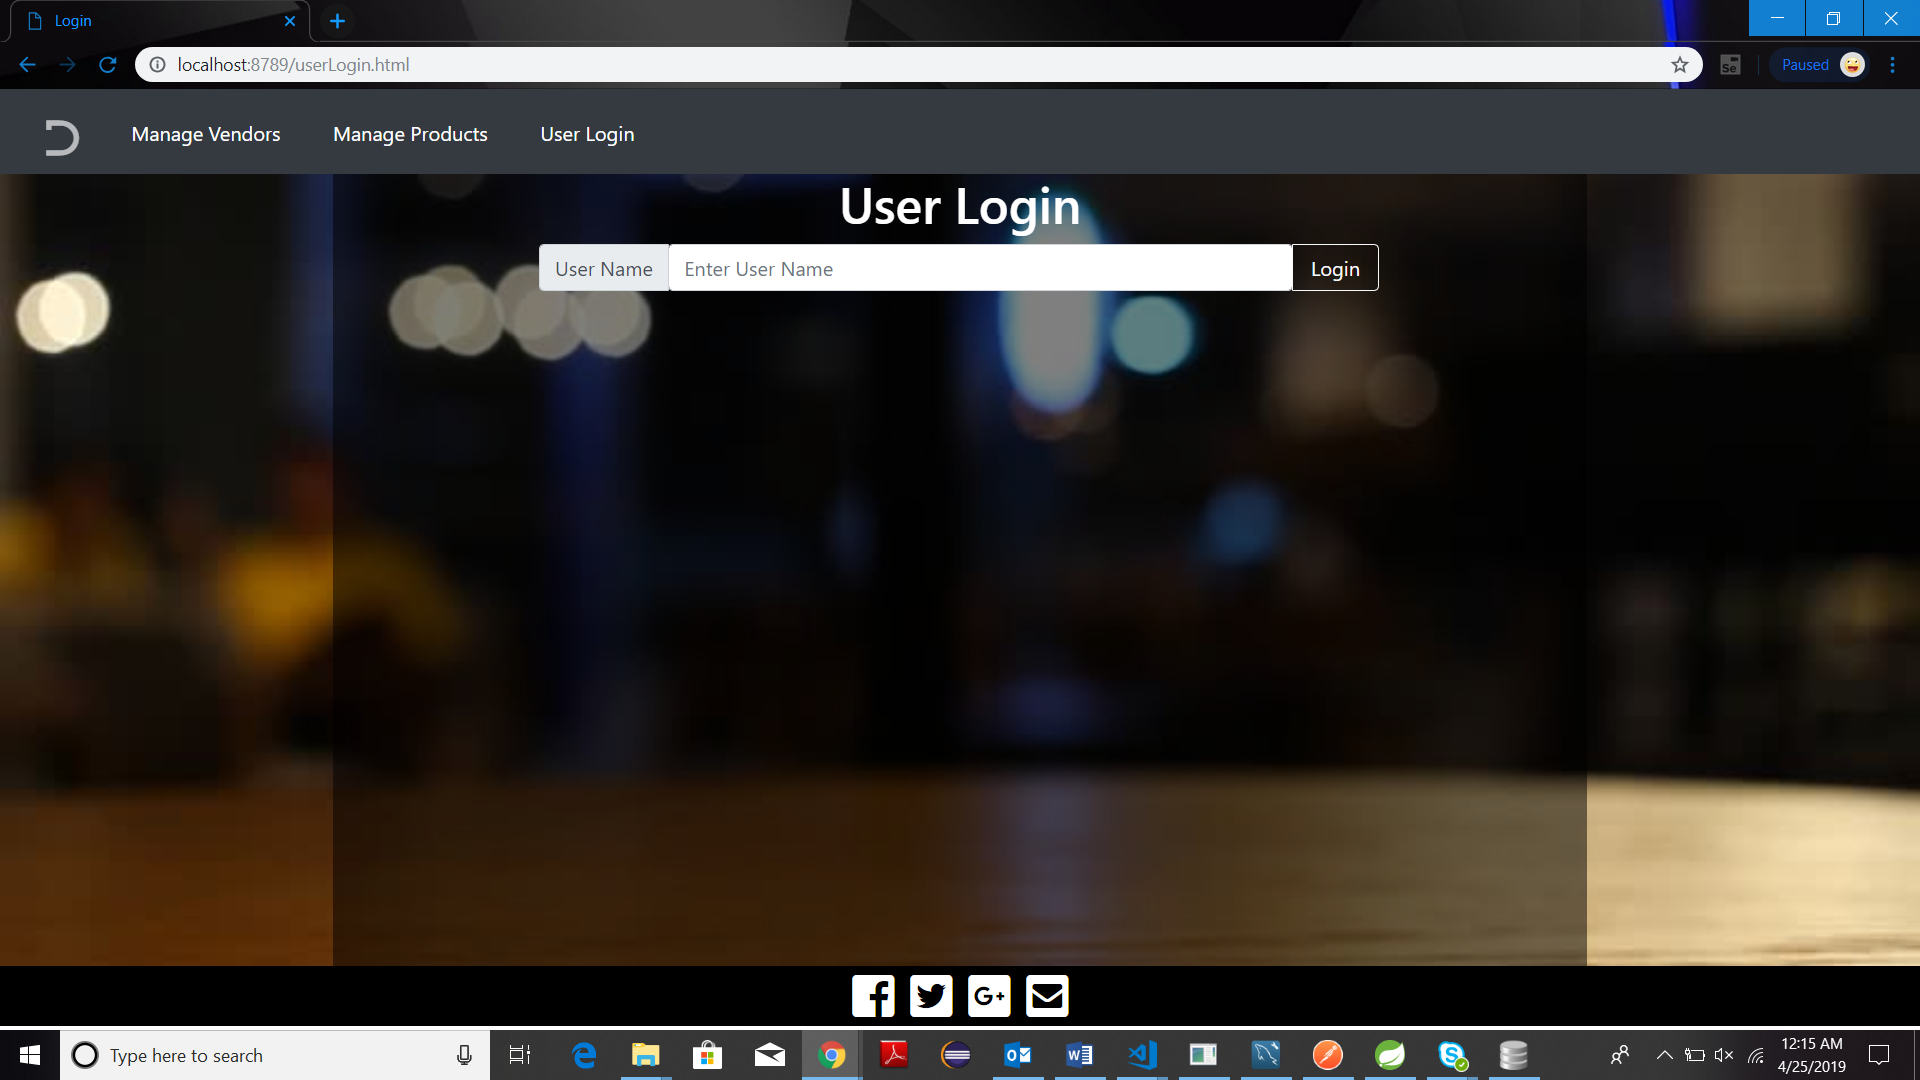 Login
localhost:8789/userLogin.html
Se
Paused
Manage Vendors
Manage Products
User Login
User Login
User Name
Enter User Name
Login
G+
Type here to search
12:15 AM
4/25/2019